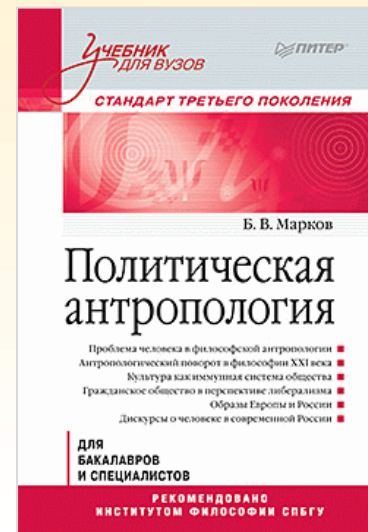 УЧЕБНИК
ДЛЯ ВУЗОВ
ПИТЕР®
СТАНДАРТ ТРЕТЬЕГО ПОКОЛЕНИЯ
Б. В. Марков
Политическая
антропология
Проблема человека в философской антропологии
Антропологический поворот в философии XXI века
Культура как иммунная система общества
Гражданское общество в перспективе либерализма
Образы Европы и России
Дискурсы о человеке в современной России
ДЛЯ
БАКАЛАВРОВ
И СПЕЦИАЛИСТОВ
РЕКОМЕНДОВАНО
ИНСТИТУТОМ ФИЛОСОФИИ СПБГУ